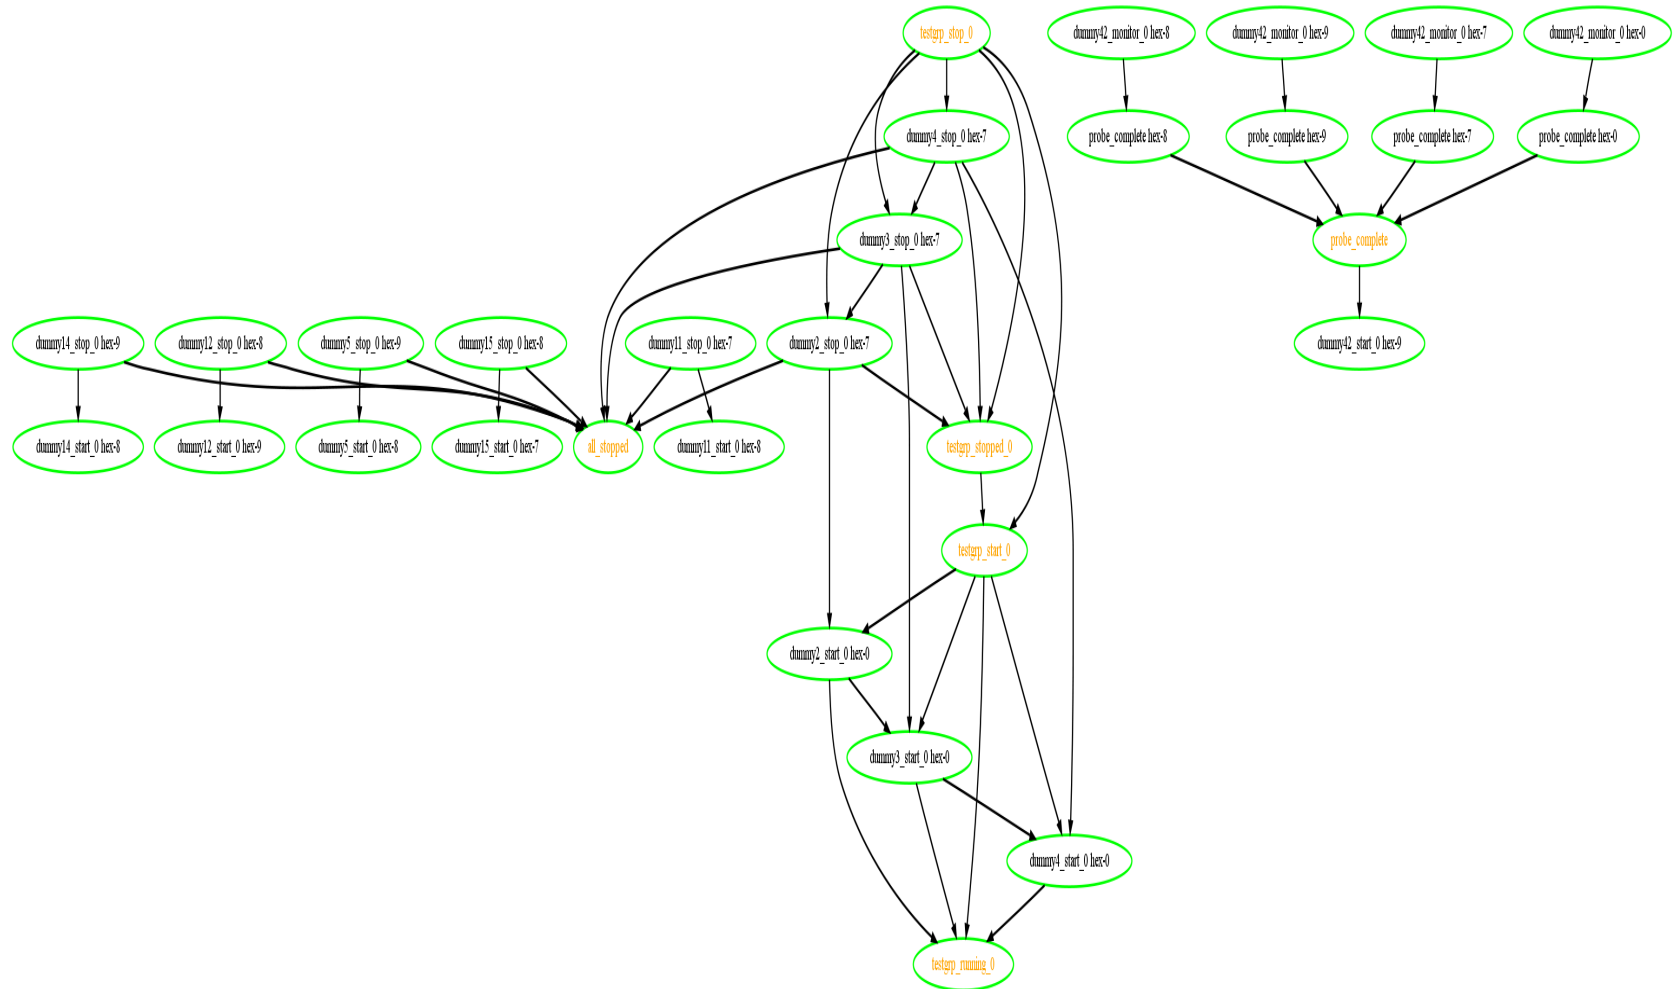 testgrp_stop_0
dummy42_monitor_0 hex-8
dummy42_monitor_0 hex-9
dummy42_monitor_0 hex-7
dummy42_monitor_0 hex-0
dummy4_stop_0 hex-7
probe_complete hex-8
probe_complete hex-9
probe_complete hex-7
probe_complete hex-0
dummy3_stop_0 hex-7
probe_complete
dummy14_stop_0 hex-9
dummy12_stop_0 hex-8
dummy5_stop_0 hex-9
dummy15_stop_0 hex-8
dummy11_stop_0 hex-7
dummy2_stop_0 hex-7
dummy42_start_0 hex-9
dummy14_start_0 hex-8
dummy12_start_0 hex-9
dummy5_start_0 hex-8
dummy15_start_0 hex-7
all_stopped
dummy11_start_0 hex-8
testgrp_stopped_0
testgrp_start_0
dummy2_start_0 hex-0
dummy3_start_0 hex-0
dummy4_start_0 hex-0
testgrp_running_0